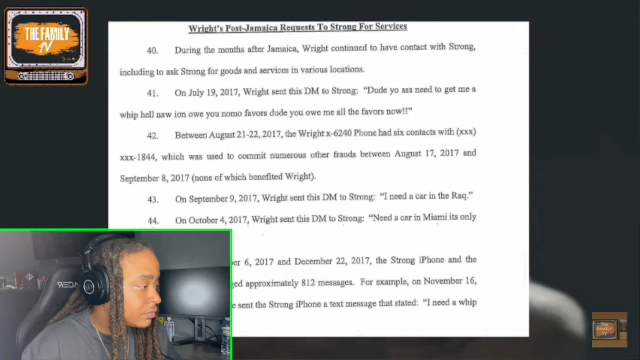 THE FAMILY
TV
Wright's Post-Jamaica Requests To Strong For Services
40. During the months after Jamaica, Wright continued to have contact with Strong,
including to ask Strong for goods and services in various locations.
41. On July 19, 2017, Wright sent this DM to Strong: "Dude yo ass need to get me a
whip hell naw ion owe you nomo favors dude you owe me all the favors now!!"
42. Between August 21-22, 2017, the Wright x-6240 Phone had six contacts with (xxx)
xxx-1844, which was used to commit numerous other frauds between August 17, 2017 and
September 8, 2017 (none of which benefited Wright).
43. On September 9, 2017, Wright sent this DM to Strong: "I need a car in the Raq."
44. On October 4, 2017, Wright sent this DM to Strong: "Need a car in Miami its only
6, 2017 and December 22, 2017, the Strong iPhone and the
approximately 812 messages. For example, on November 16,
sent the Strong iPhone a text message that stated: "I need a whip
ACER
THE FAMILY
TV